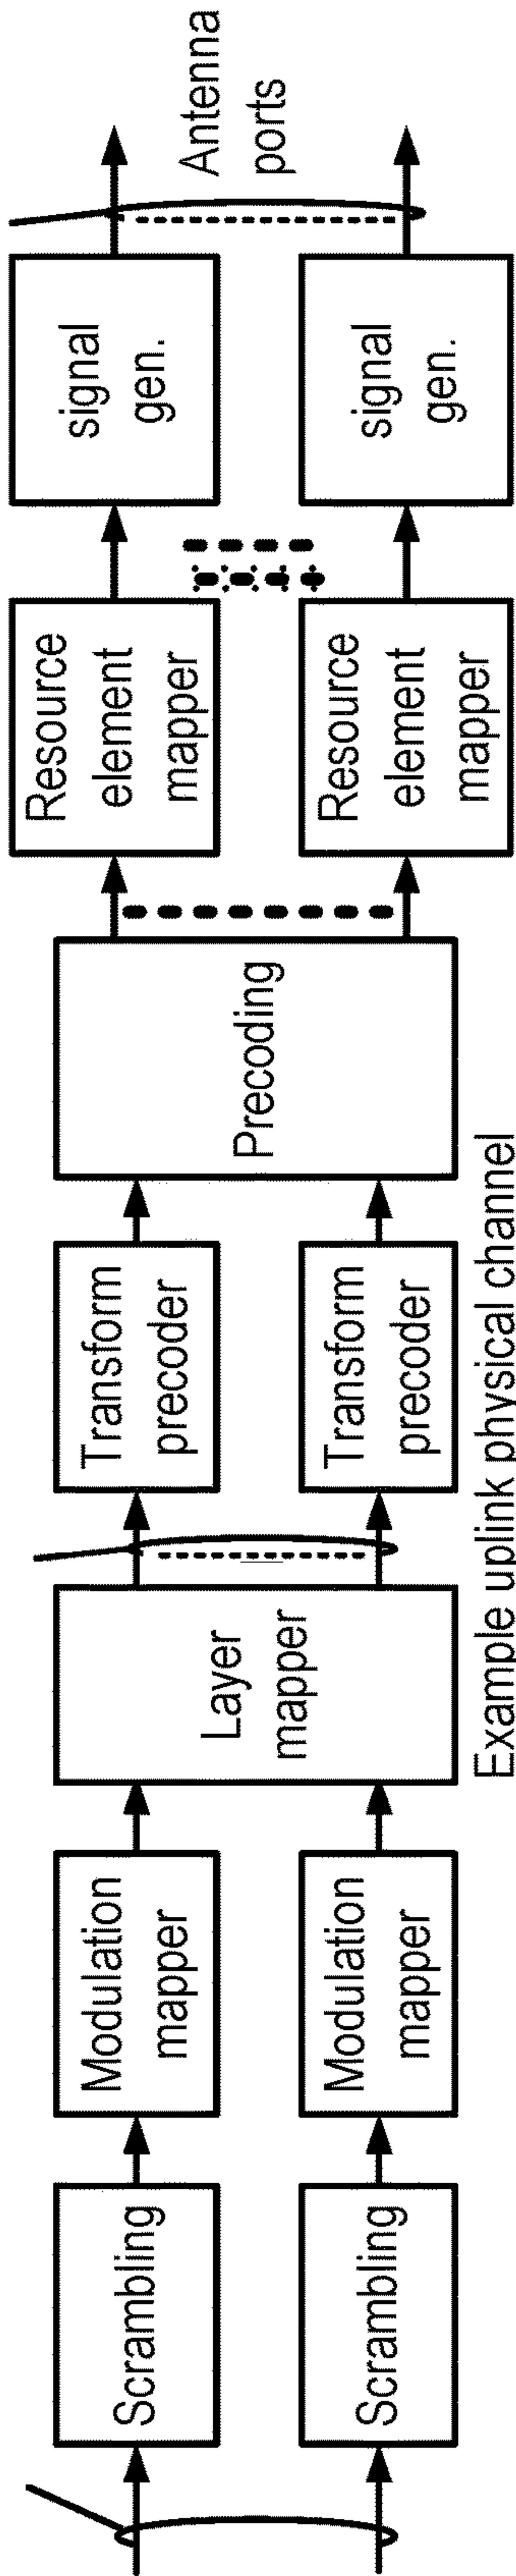 Scrambling
Modulation
mapper
Layer
mapper
Transform
precoder
Precoding
Resource
element
mapper
signal
gen.
Antenna
ports
Scrambling
Modulation
mapper
Transform
precoder
Resource
element
mapper
signal
gen.
Example uplink physical channel